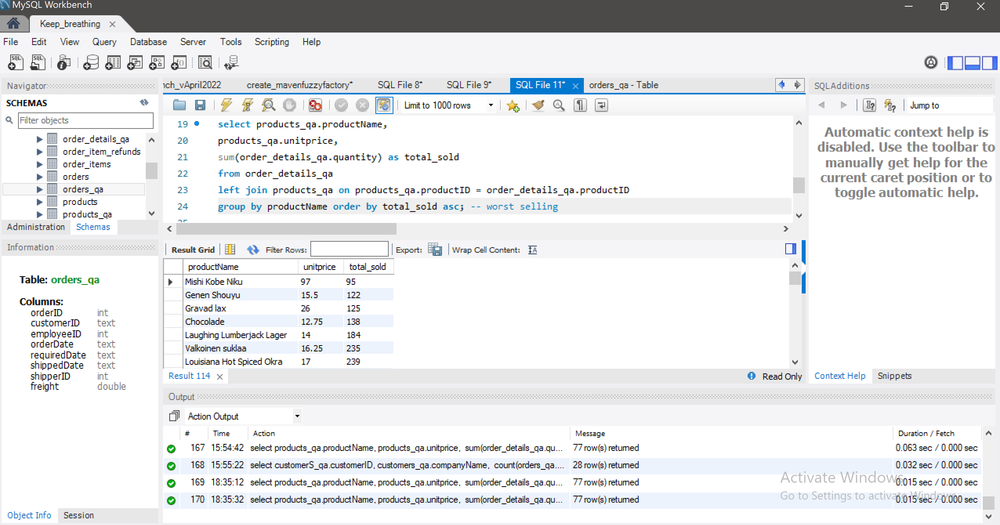 MySQL Workbench
Keep_breathing
File Edit View Query Database Server Tools Scripting Help
Navigator
SCHEMAS
Filter objects
order_details_qa
order_item_refunds
order_items
orders
orders_qa
products
products_qa
Administration Schemas
Information
Table: orders_qa
Columns:
orderID int
customerID text
employeeID int
orderDate text
requiredDate text
shippedDate text
shipperID int
freight double
Object Info Session
nch_vApril2022 create_mavenfuzzyfactory* SQL File 8* SQL File 9* SQL File 11* orders_qa - Table
Limit to 1000 rows
19 select products_qa.productName,
20 products_qa.unitprice,
21 sum(order_details_qa.quantity) as total_sold
22 from order_details_qa
23 left join products_qa on products_qa.productID = order_details_qa.productID
24 group by productName order by total_sold asc; -- worst selling
Result Grid Filter Rows: Export: Wrap Cell Content:
productName unitprice total_sold
Mishi Kobe Niku 97 95
Genen Shouyu 15.5 122
Gravad lax 26 125
Chocolade 12.75 138
Laughing Lumberjack Lager 14 184
Valkoinen suklaa 16.25 235
Louisiana Hot Spiced Okra 17 239
Result 114
Read Only
SQLAdditions
Jump to
Automatic context help is
disabled. Use the toolbar to
manually get help for the
current caret position or to
toggle automatic help.
Context Help Snippets
Output
Action Output
# Time Action Message Duration / Fetch
167 15:54:42 select products_qa.productName, products_qa.unitprice, sum(order_details_qa.qu... 77 row(s) returned 0.063 sec / 0.000 sec
168 15:55:22 select customerS_qa.customerID, customers_qa.companyName, count(orders_qa.... 28 row(s) returned 0.032 sec / 0.000 sec
169 18:35:12 select products_qa.productName, products_qa.unitprice, sum(order_details_qa.qu... 77 row(s) returned 0.015 sec / 0.000 sec
170 18:35:32 select products_qa.productName, products_qa.unitprice, sum(order_details_qa.qu... 77 row(s) returned 0.015 sec / 0.000 sec
Activate Windows
Go to Settings to activate Windows.